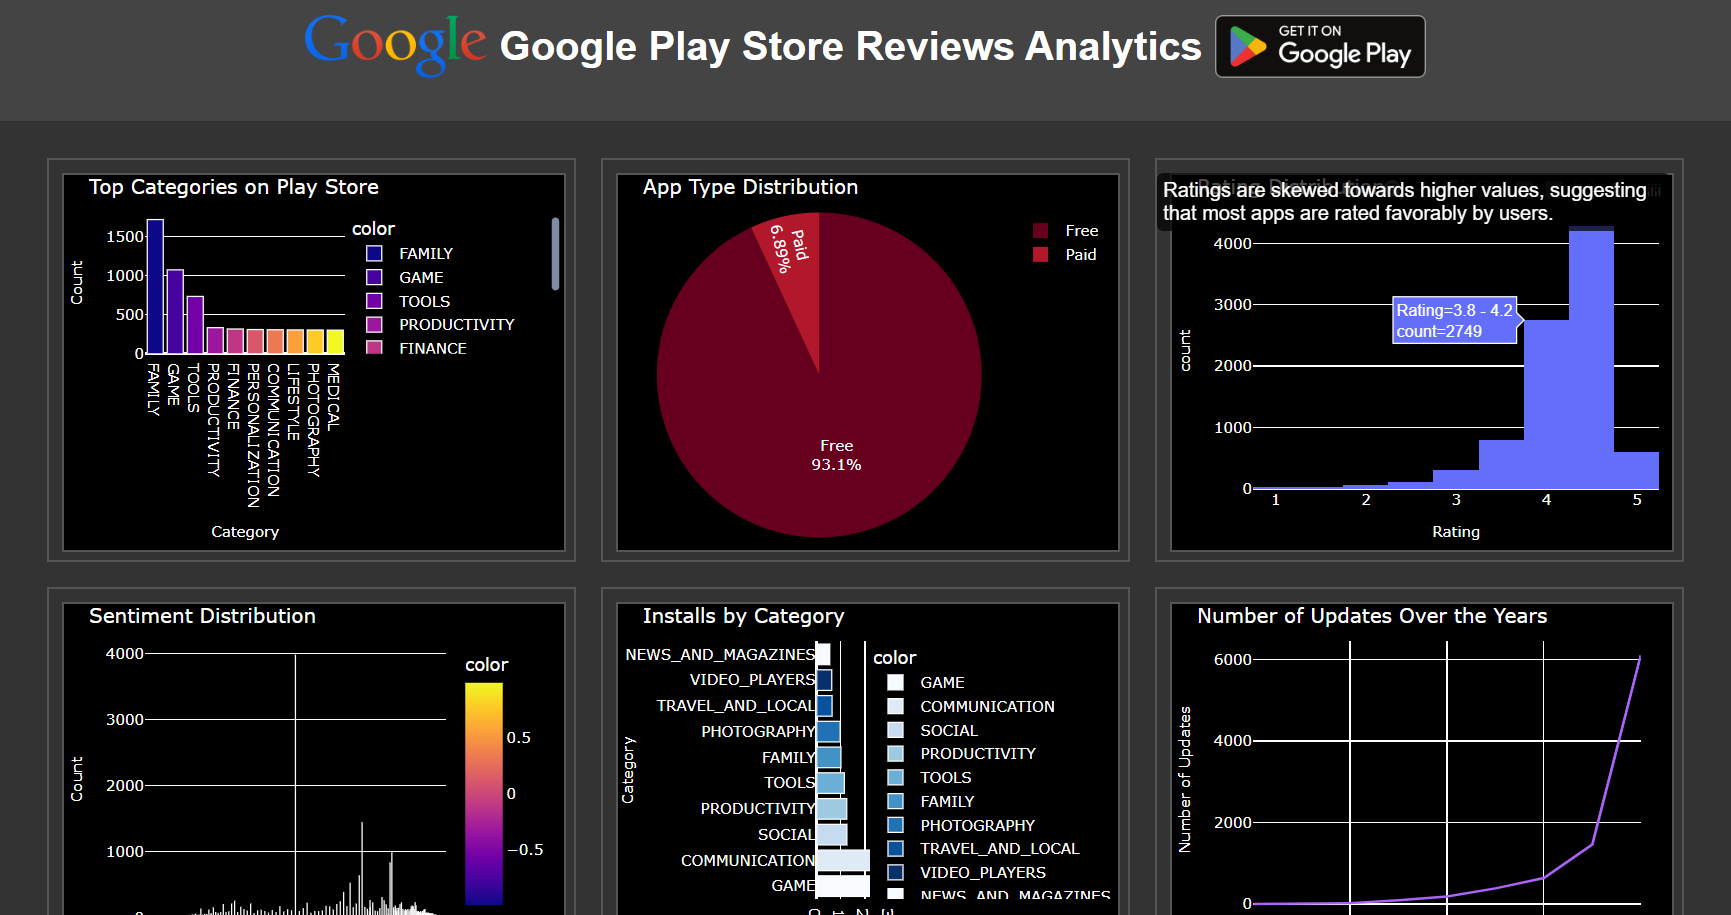 Google
Google Play Store Reviews Analytics
GET IT ON
Google Play
Top Categories on Play Store
1500
1000
500
0
Count
FAMILY
GAME
TOOLS
PRODUCTIVITY
FINANCE
PERSONALIZATION
COMMUNICATION
LIFESTYLE
PHOTOGRAPHY
MEDICAL
Category
color
FAMILY
GAME
TOOLS
PRODUCTIVITY
FINANCE
App Type Distribution
Paid
6.89%
Free
93.1%
Free
Paid
Ratings are skewed towards higher values, suggesting
that most apps are rated favorably by users.
4000
3000
2000
1000
0
count
Rating=3.8 - 4.2
count=2749
1
2
3
4
5
Rating
Sentiment Distribution
4000
3000
2000
1000
Count
color
0.5
0
−0.5
Installs by Category
NEWS_AND_MAGAZINES
VIDEO_PLAYERS
TRAVEL_AND_LOCAL
PHOTOGRAPHY
FAMILY
TOOLS
PRODUCTIVITY
SOCIAL
COMMUNICATION
GAME
Category
color
GAME
COMMUNICATION
SOCIAL
PRODUCTIVITY
TOOLS
FAMILY
PHOTOGRAPHY
TRAVEL_AND_LOCAL
VIDEO_PLAYERS
NEWS_AND_MAGAZINES
Number of Updates Over the Years
6000
4000
2000
0
Number of Updates